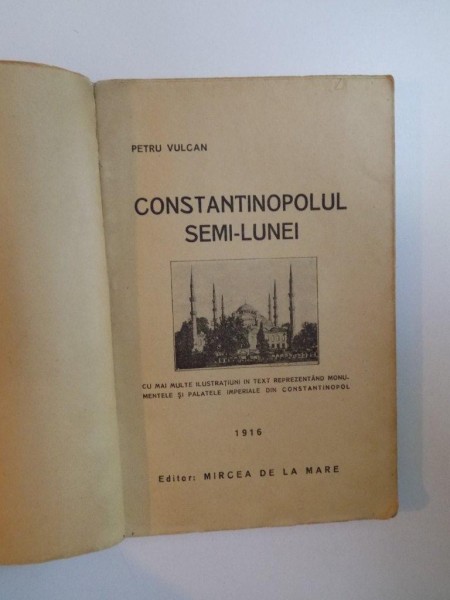 PETRU VULCAN
CONSTANTINOPOLUL
SEMI-LUNEI
CU MAI MULTE ILUSTRAȚIUNI IN TEXT REPREZENTÂND MONU-
MENTELE ȘI PALATELE IMPERIALE DIN CONSTANTINOPOL
1916
Editor: MIRCEA DE LA MARE